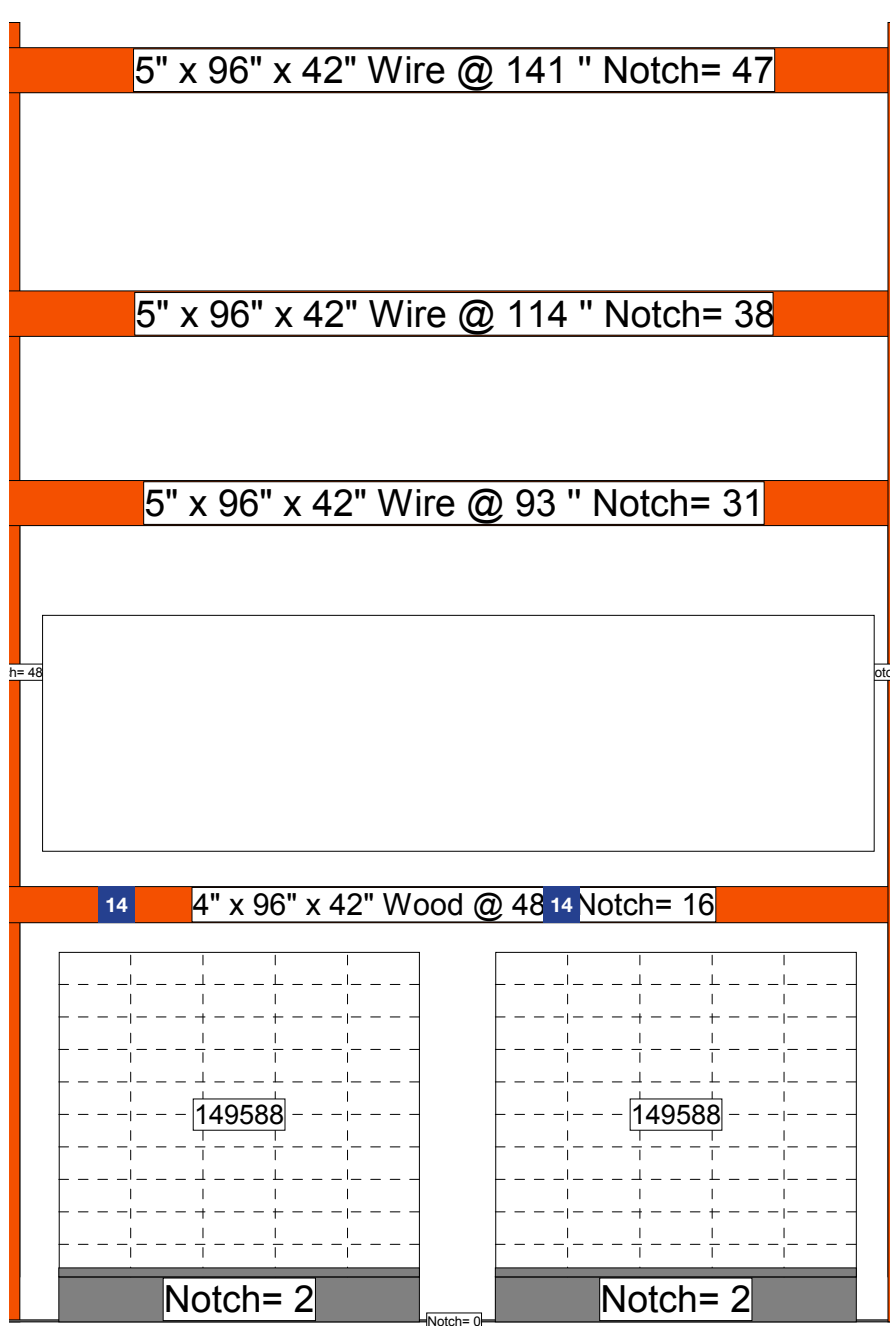 5" x 96" x 42" Wire @ 141 " Notch= 47
5" x 96" x 42" Wire @ 114 " Notch= 38
5" x 96" x 42" Wire @ 93 " Notch= 31
h= 48
otc
14 4" x 96" x 42" Wood @ 48 14 Notch= 16
149588 149588
Notch= 2 Notch= 2
Notch= 0